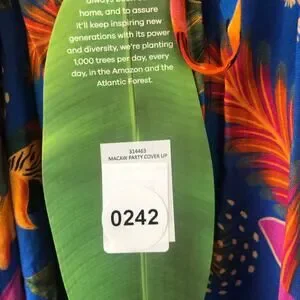 home, and to assure
it'll keep inspiring new
generations with its power
and diversity, we're planting
1,000 trees per day, every
day, in the Amazon and the
Atlantic Forest.
314463
MACAW PARTY COVER UP
0242